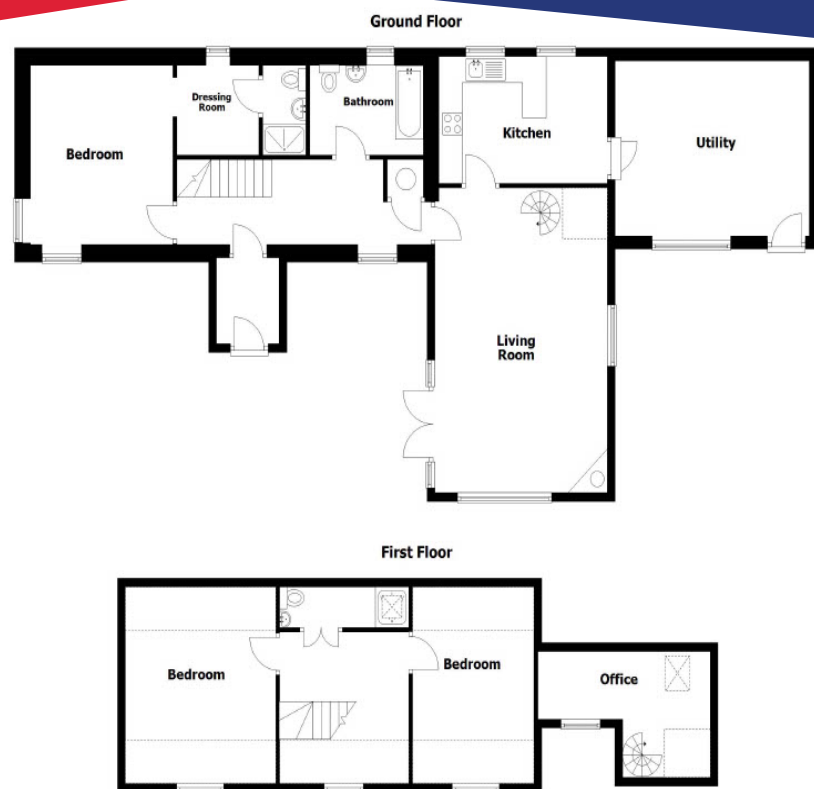 Ground Floor
Dressing
Room
Bathroom
Kitchen
Bedroom
Utility
Living
Room
First Floor
Bedroom
Bedroom
Office